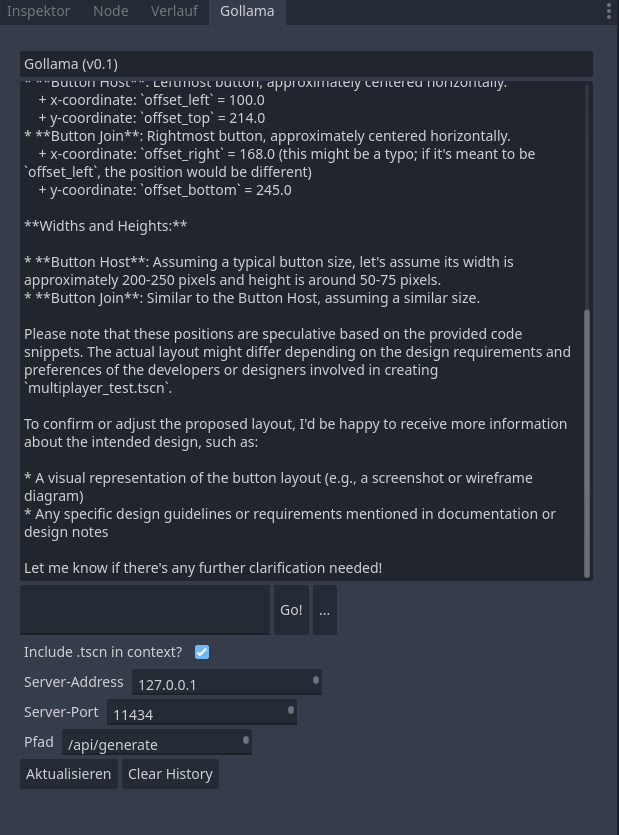 Inspektor Node Verlauf Gollama
Gollama (v0.1)
* **Button Host**: Leftmost button, approximately centered horizontally.
+ x-coordinate: `offset_left` = 100.0
+ y-coordinate: `offset_top` = 214.0
* **Button Join**: Rightmost button, approximately centered horizontally.
+ x-coordinate: `offset_right` = 168.0 (this might be a typo; if it's meant to be
`offset_left`, the position would be different)
+ y-coordinate: `offset_bottom` = 245.0
**Widths and Heights:**
* **Button Host**: Assuming a typical button size, let's assume its width is
approximately 200-250 pixels and height is around 50-75 pixels.
* **Button Join**: Similar to the Button Host, assuming a similar size.
Please note that these positions are speculative based on the provided code
snippets. The actual layout might differ depending on the design requirements and
preferences of the developers or designers involved in creating
`multiplayer_test.tscn`.
To confirm or adjust the proposed layout, I'd be happy to receive more information
about the intended design, such as:
* A visual representation of the button layout (e.g., a screenshot or wireframe
diagram)
* Any specific design guidelines or requirements mentioned in documentation or
design notes
Let me know if there's any further clarification needed!
Go! ...
Include .tscn in context?
Server-Address 127.0.0.1
Server-Port 11434
Pfad /api/generate
Aktualisieren Clear History